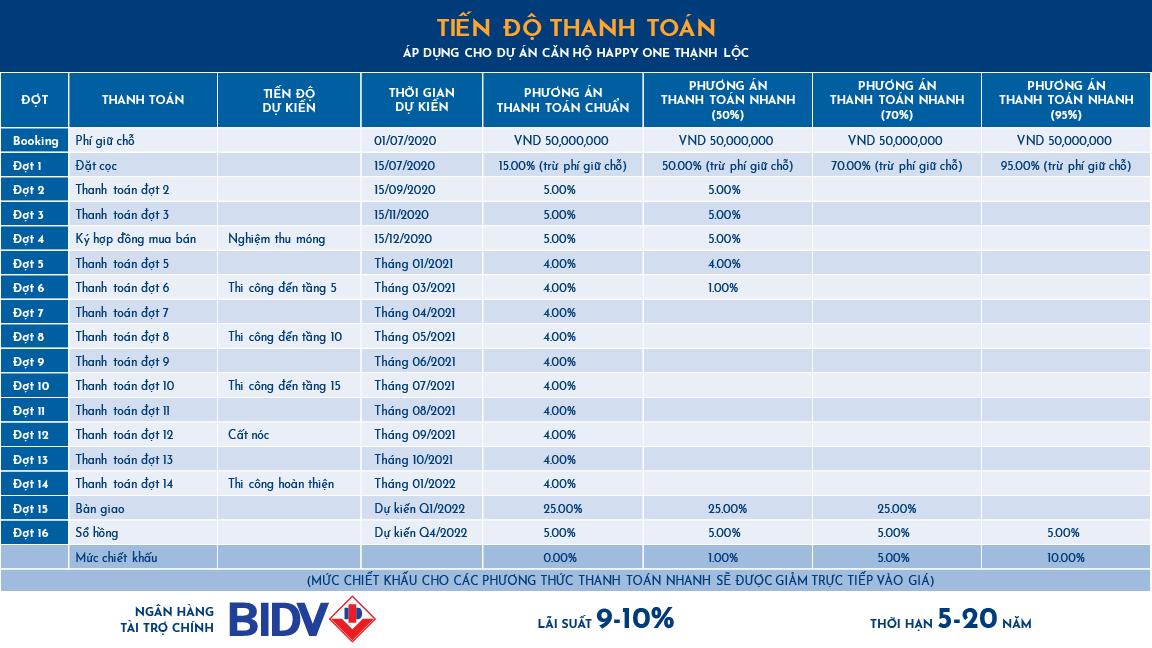 TIẾN ĐỘ THANH TOÁN
ÁP DỤNG CHO DỰ ÁN CĂN HỘ HAPPY ONE THẠNH LỘC
ĐỢT THANH TOÁN TIẾN ĐỘ DỰ KIẾN THỜI GIAN DỰ KIẾN PHƯƠNG ÁN THANH TOÁN CHUẨN PHƯƠNG ÁN THANH TOÁN NHANH (50%) PHƯƠNG ÁN THANH TOÁN NHANH (70%) PHƯƠNG ÁN THANH TOÁN NHANH (95%)
Booking Phí giữ chỗ 01/07/2020 VND 50,000,000 VND 50,000,000 VND 50,000,000 VND 50,000,000
Đợt 1 Đặt cọc 15/07/2020 15.00% (trừ phí giữ chỗ) 50.00% (trừ phí giữ chỗ) 70.00% (trừ phí giữ chỗ) 95.00% (trừ phí giữ chỗ)
Đợt 2 Thanh toán đợt 2 15/09/2020 5.00% 5.00%
Đợt 3 Thanh toán đợt 3 15/11/2020 5.00% 5.00%
Đợt 4 Ký hợp đồng mua bán Nghiệm thu móng 15/12/2020 5.00% 5.00%
Đợt 5 Thanh toán đợt 5 Tháng 01/2021 4.00% 4.00%
Đợt 6 Thanh toán đợt 6 Thi công đến tầng 5 Tháng 03/2021 4.00% 1.00%
Đợt 7 Thanh toán đợt 7 Tháng 04/2021 4.00%
Đợt 8 Thanh toán đợt 8 Thi công đến tầng 10 Tháng 05/2021 4.00%
Đợt 9 Thanh toán đợt 9 Tháng 06/2021 4.00%
Đợt 10 Thanh toán đợt 10 Thi công đến tầng 15 Tháng 07/2021 4.00%
Đợt 11 Thanh toán đợt 11 Tháng 08/2021 4.00%
Đợt 12 Thanh toán đợt 12 Cất nóc Tháng 09/2021 4.00%
Đợt 13 Thanh toán đợt 13 Tháng 10/2021 4.00%
Đợt 14 Thanh toán đợt 14 Thi công hoàn thiện Tháng 01/2022 4.00%
Đợt 15 Bàn giao Dự kiến Q1/2022 25.00% 25.00% 25.00%
Đợt 16 Sổ hồng Dự kiến Q4/2022 5.00% 5.00% 5.00% 5.00%
Mức chiết khấu 0.00% 1.00% 5.00% 10.00%
(MỨC CHIẾT KHẤU CHO CÁC PHƯƠNG THỨC THANH TOÁN NHANH SẼ ĐƯỢC GIẢM TRỰC TIẾP VÀO GIÁ)
NGÂN HÀNG
TÀI TRỢ CHÍNH
BIDV
LÃI SUẤT 9-10%
THỜI HẠN 5-20 NĂM